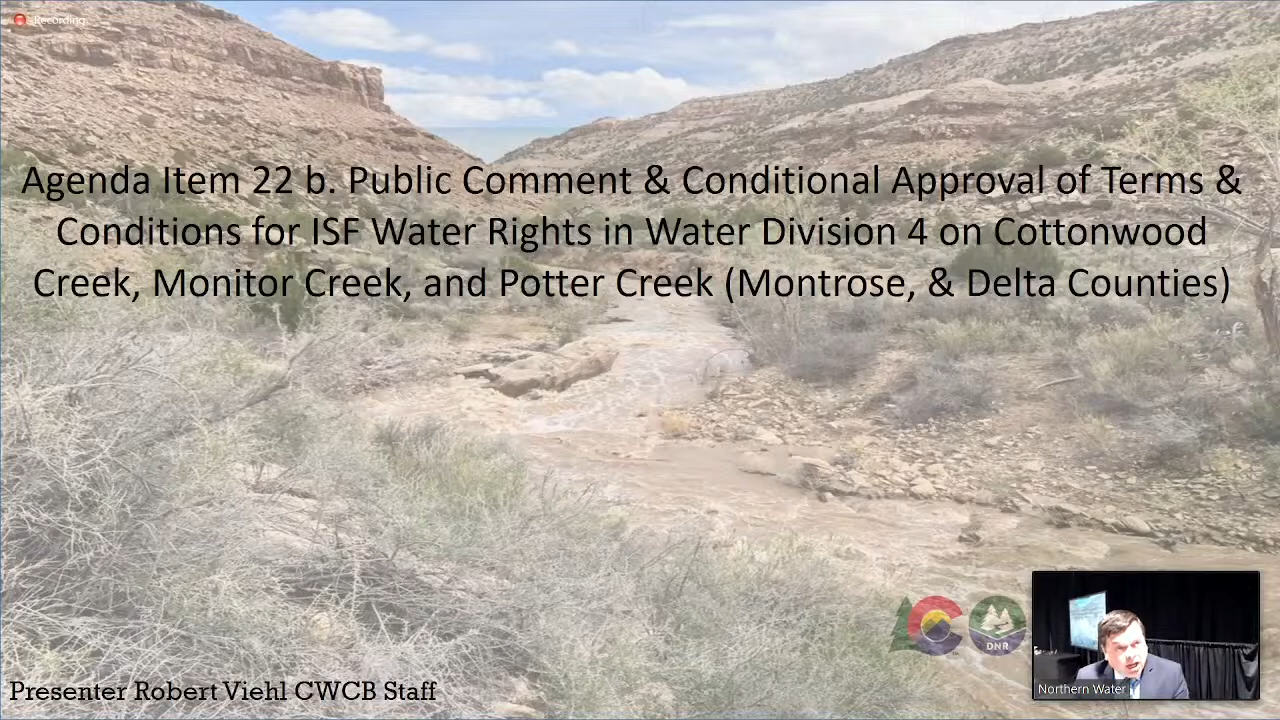 Recording
Agenda Item 22 b. Public Comment & Conditional Approval of Terms &
Conditions for ISF Water Rights in Water Division 4 on Cottonwood
Creek, Monitor Creek, and Potter Creek (Montrose, & Delta Counties)
CO
DNR
Northern Water
Presenter Robert Viehl CWCB Staff